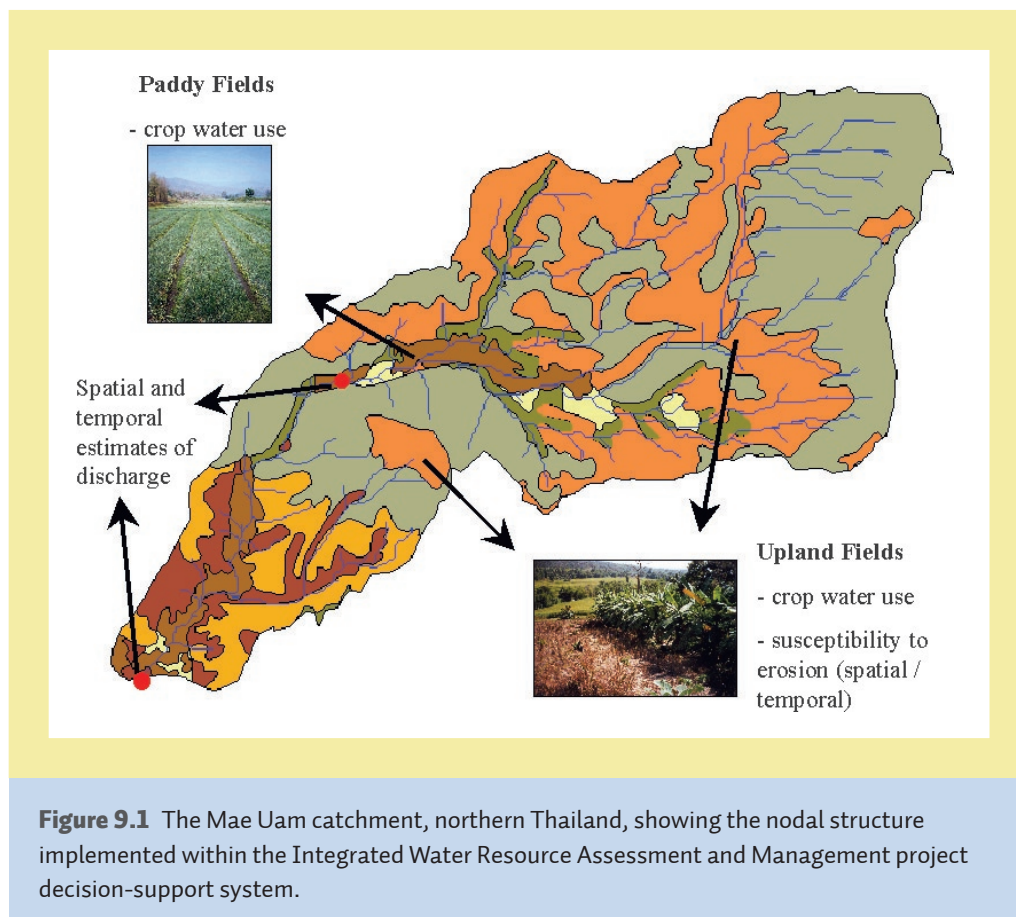 Paddy Fields
- crop water use
Spatial and
temporal
estimates of
discharge
Upland Fields
- crop water use
- susceptibility to
erosion (spatial /
temporal)
Figure 9.1 The Mae Uam catchment, northern Thailand, showing the nodal structure
implemented within the Integrated Water Resource Assessment and Management project
decision-support system.